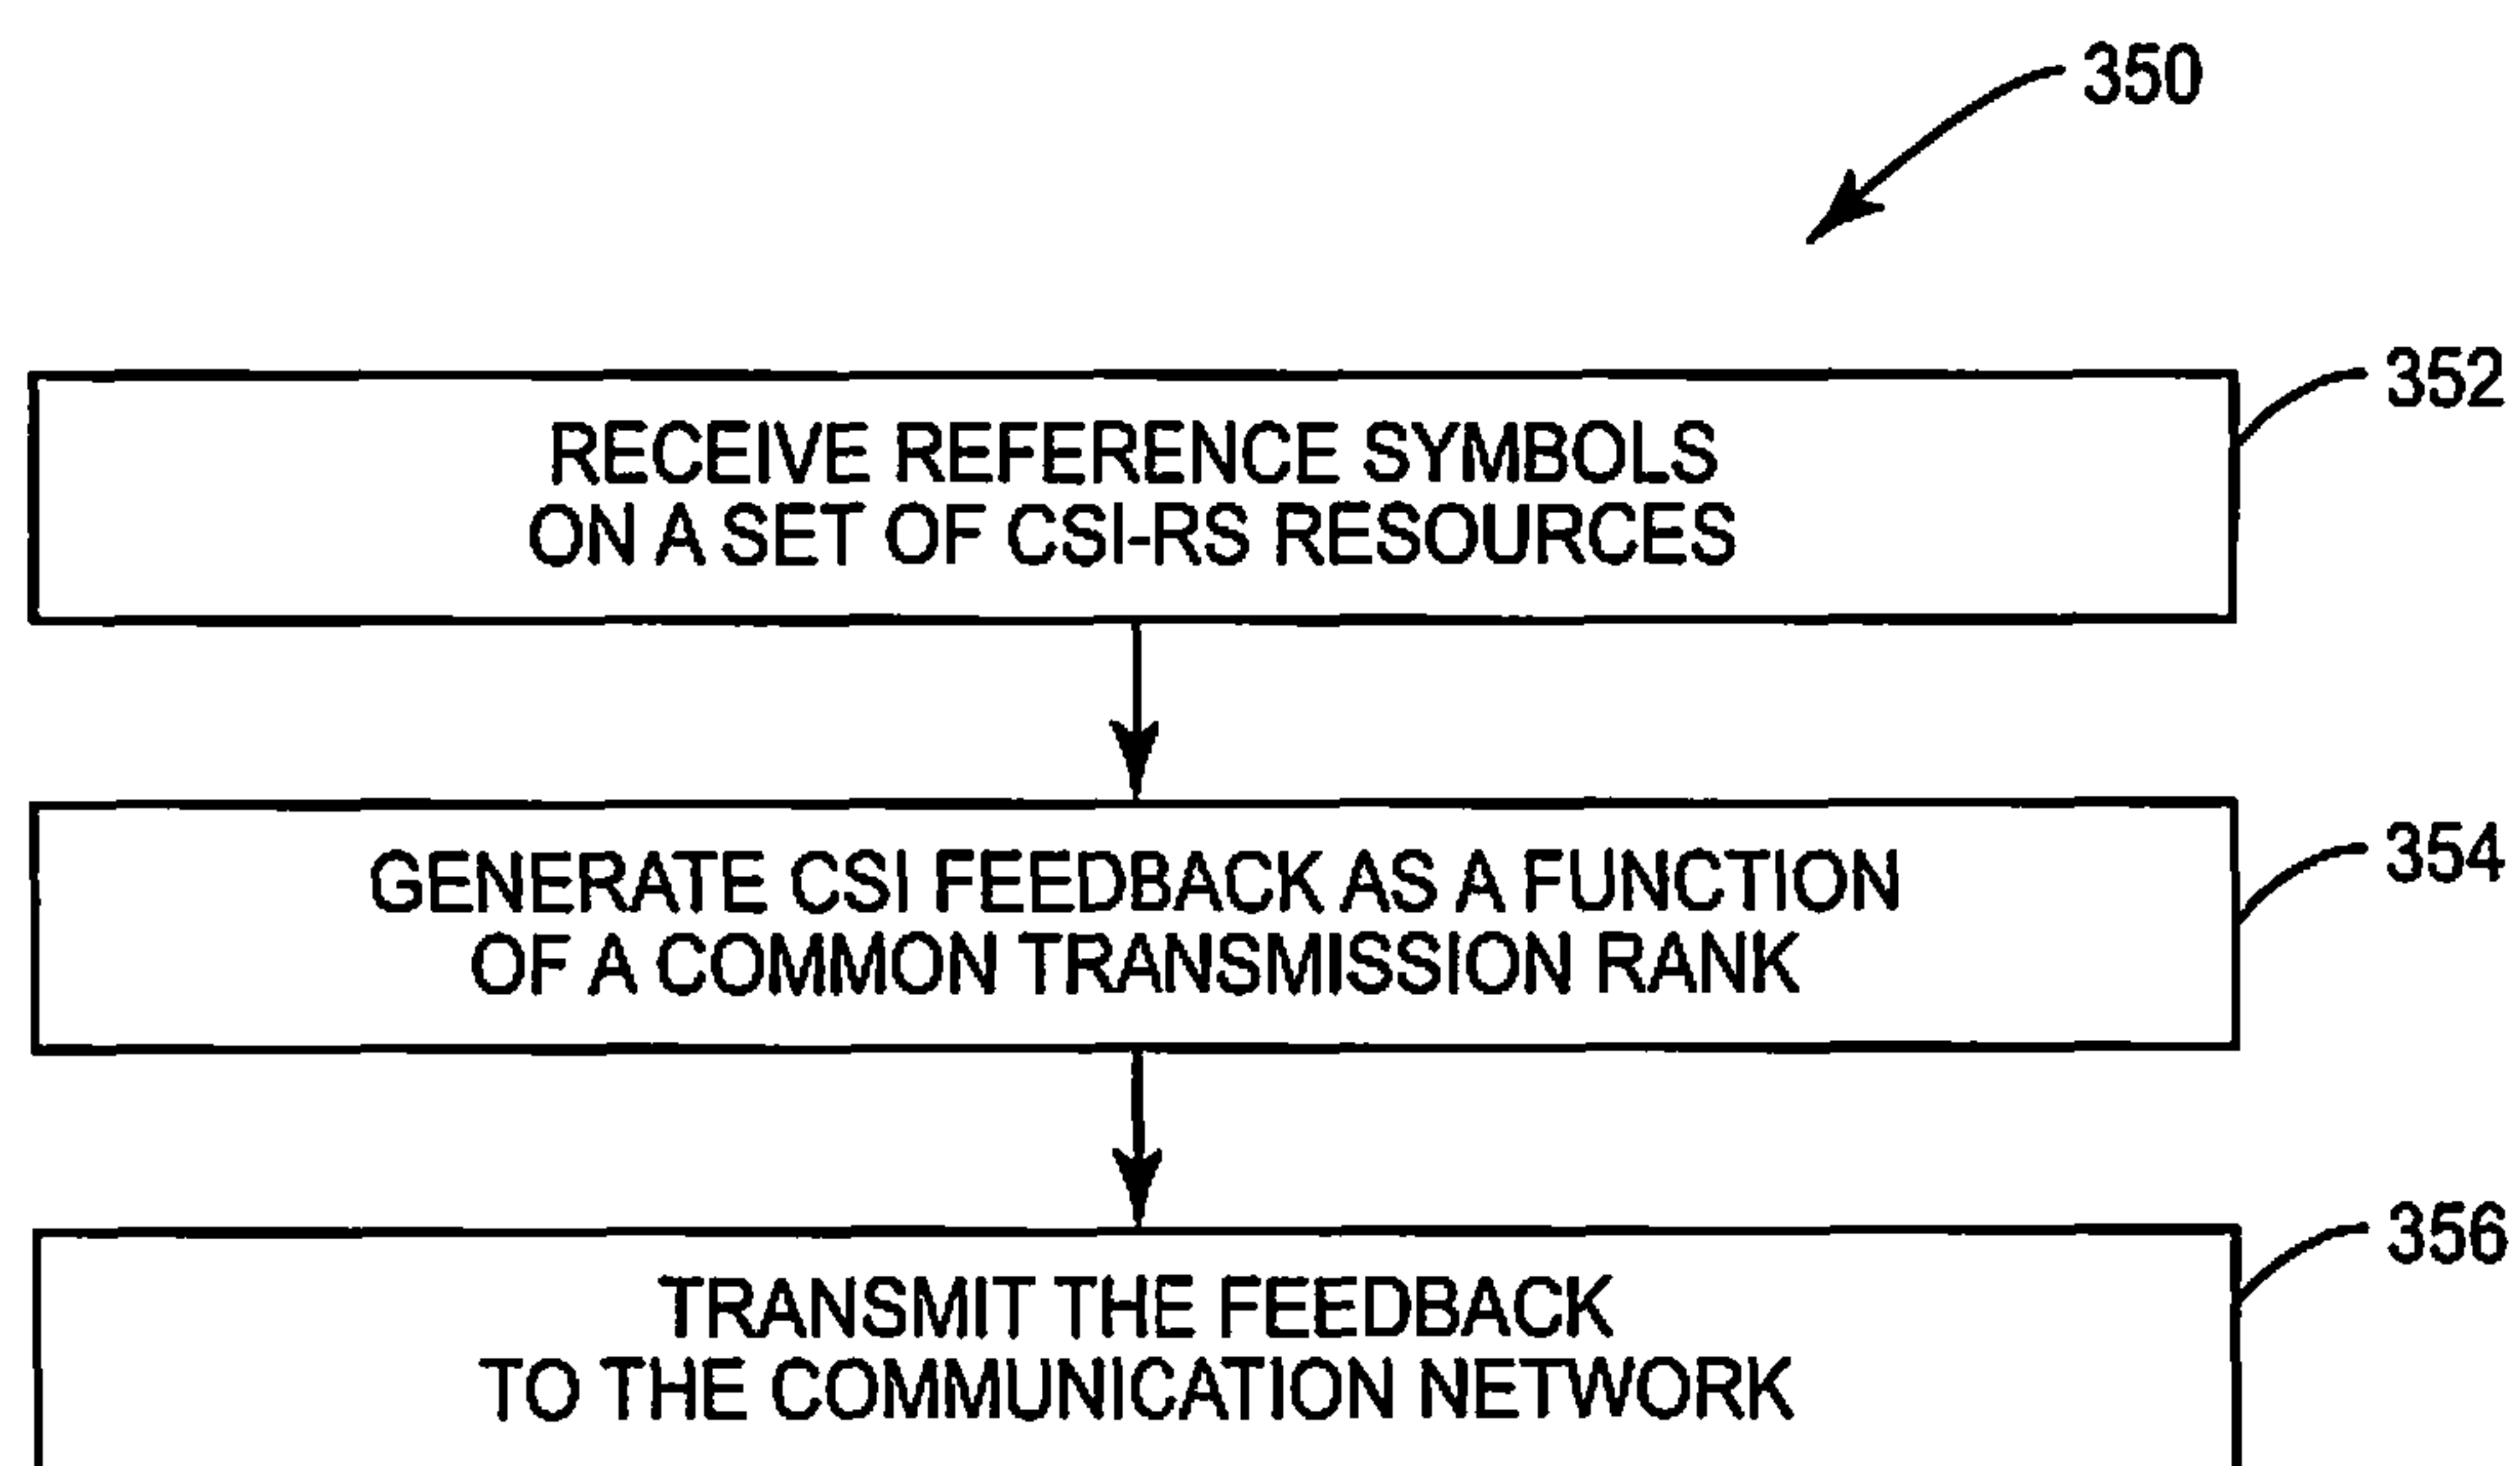 350
352
RECEIVE REFERENCE SYMBOLS
ON A SET OF CSI-RS RESOURCES
354
GENERATE CSI FEEDBACK AS A FUNCTION
OF A COMMON TRANSMISSION RANK
356
TRANSMIT THE FEEDBACK
TO THE COMMUNICATION NETWORK